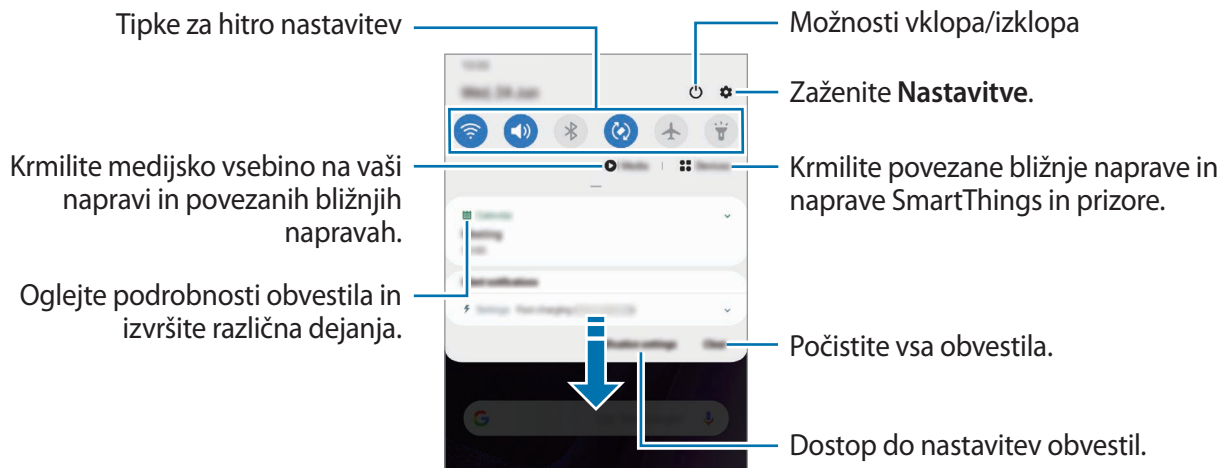 Tipke za hitro nastavitev
Možnosti vklopa/izklopa
Zaženite Nastavitve.
Krmilite medijsko vsebino na vaši
napravi in povezanih bližnjih
napravah.
Krmilite povezane bližnje naprave in
naprave SmartThings in prizore.
Oglejte podrobnosti obvestila in
izvršite različna dejanja.
Počistite vsa obvestila.
Dostop do nastavitev obvestil.